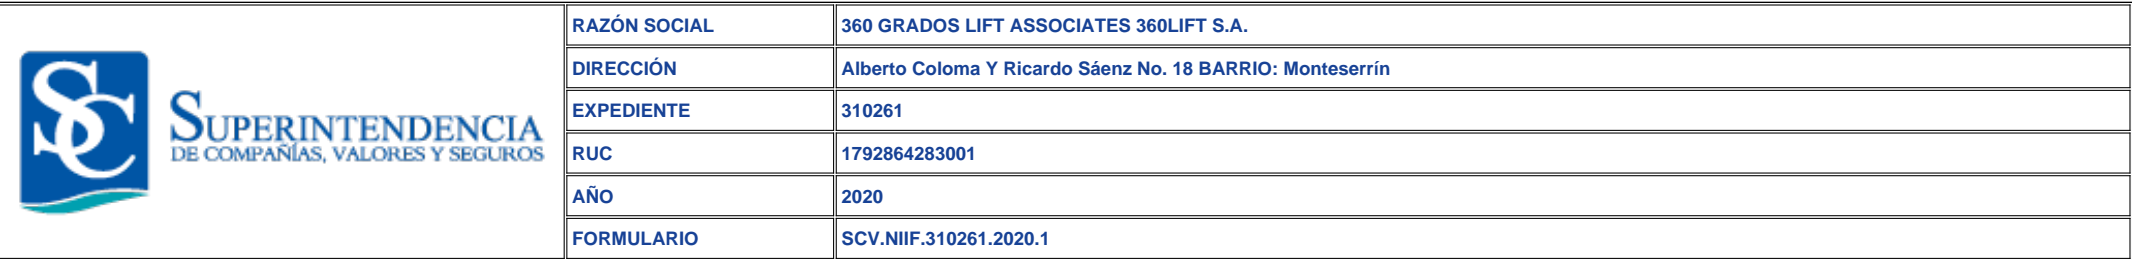 SC
SUPERINTENDENCIA
DE COMPAÑÍAS, VALORES Y SEGUROS
RAZÓN SOCIAL 360 GRADOS LIFT ASSOCIATES 360LIFT S.A.
DIRECCIÓN Alberto Coloma Y Ricardo Sáenz No. 18 BARRIO: Monteserrín
EXPEDIENTE 310261
RUC 1792864283001
AÑO 2020
FORMULARIO SCV.NIIF.310261.2020.1